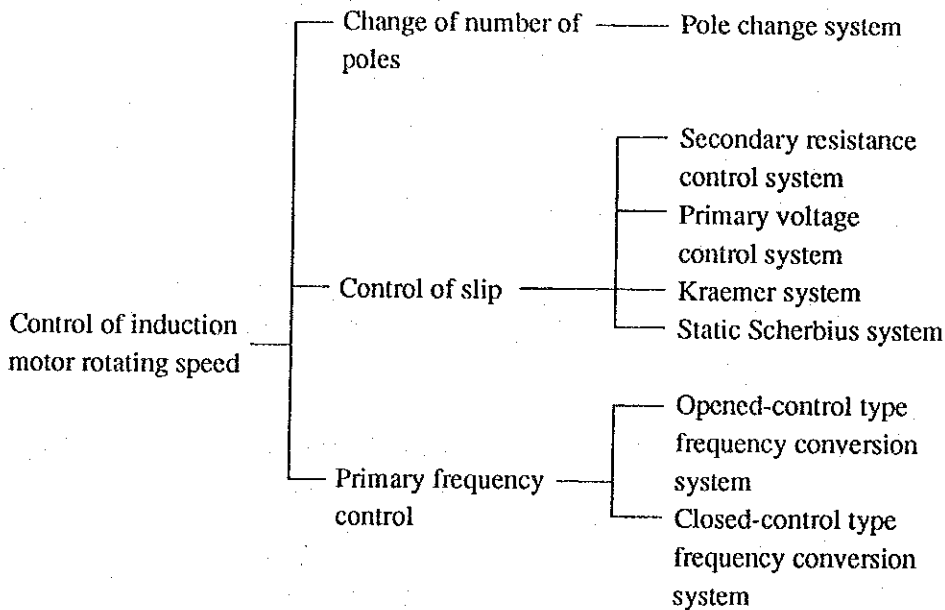 Change of number of
poles
Pole change system
Secondary resistance
control system
Primary voltage
control system
Control of slip
Kraemer system
Static Scherbius system
Control of induction
motor rotating speed
Opened-control type
frequency conversion
system
Primary frequency
control
Closed-control type
frequency conversion
system